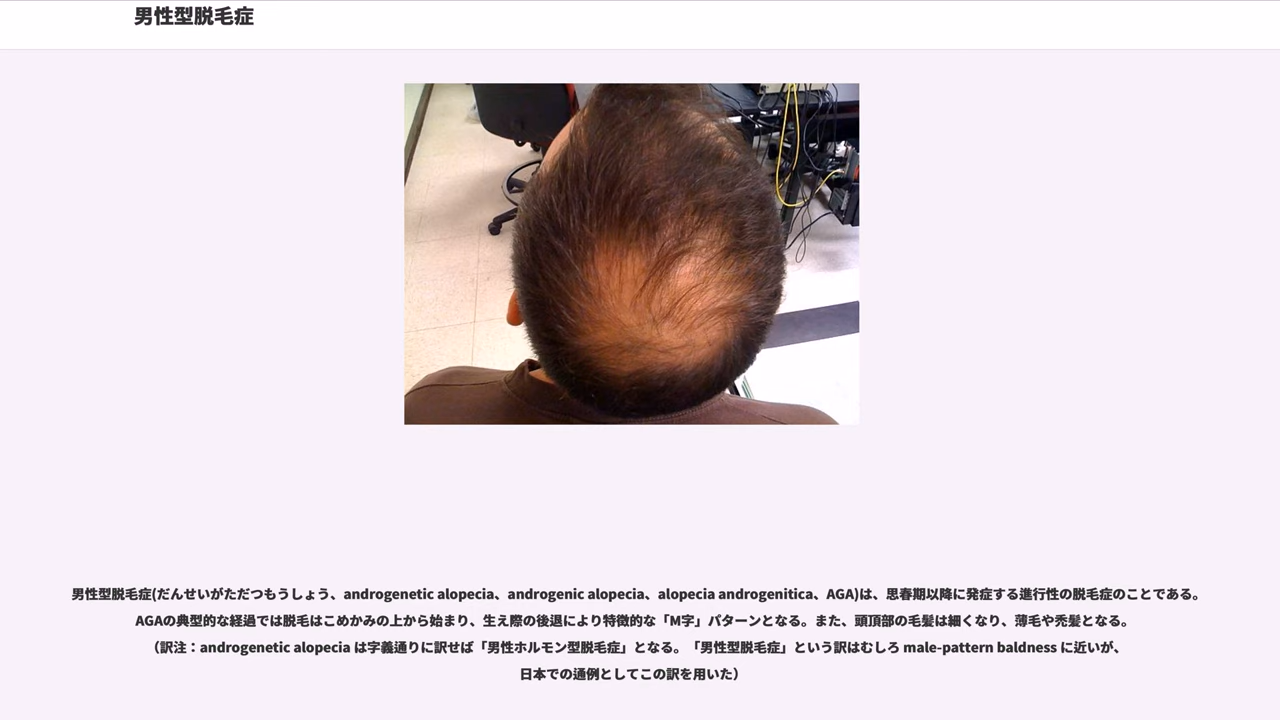 男性型脱毛症
男性型脱毛症(だんせいがただつもうしょう、androgenetic alopecia、androgenic alopecia、alopecia androgenitica、AGA)は、思春期以降に発症する進行性の脱毛症のことである。
AGAの典型的な経過では脱毛はこめかみの上から始まり、生え際の後退により特徴的な「M字」パターンとなる。また、頭頂部の毛髪は細くなり、薄毛や禿髪となる。
（訳注：androgenetic alopecia は字義通りに訳せば「男性ホルモン型脱毛症」となる。「男性型脱毛症」という訳はむしろ male-pattern baldness に近いが、
日本での通例としてこの訳を用いた）